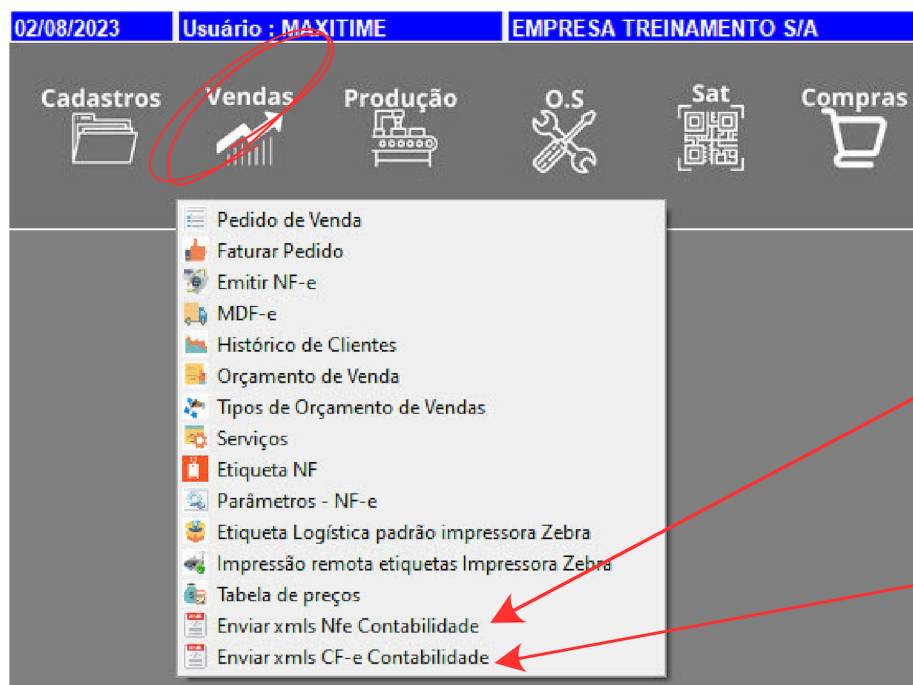 02/08/2023 Usuário : MAXITIME EMPRESA TREINAMENTO S/A
Cadastros Vendas Produção O.S Sat Compras
Pedido de Venda
Faturar Pedido
Emitir NF-e
MDF-e
Histórico de Clientes
Orçamento de Venda
Tipos de Orçamento de Vendas
Serviços
Etiqueta NF
Parâmetros - NF-e
Etiqueta Logística padrão impressora Zebra
Impressão remota etiquetas Impressora Zebra
Tabela de preços
Enviar xmls Nfe Contabilidade
Enviar xmls CF-e Contabilidade